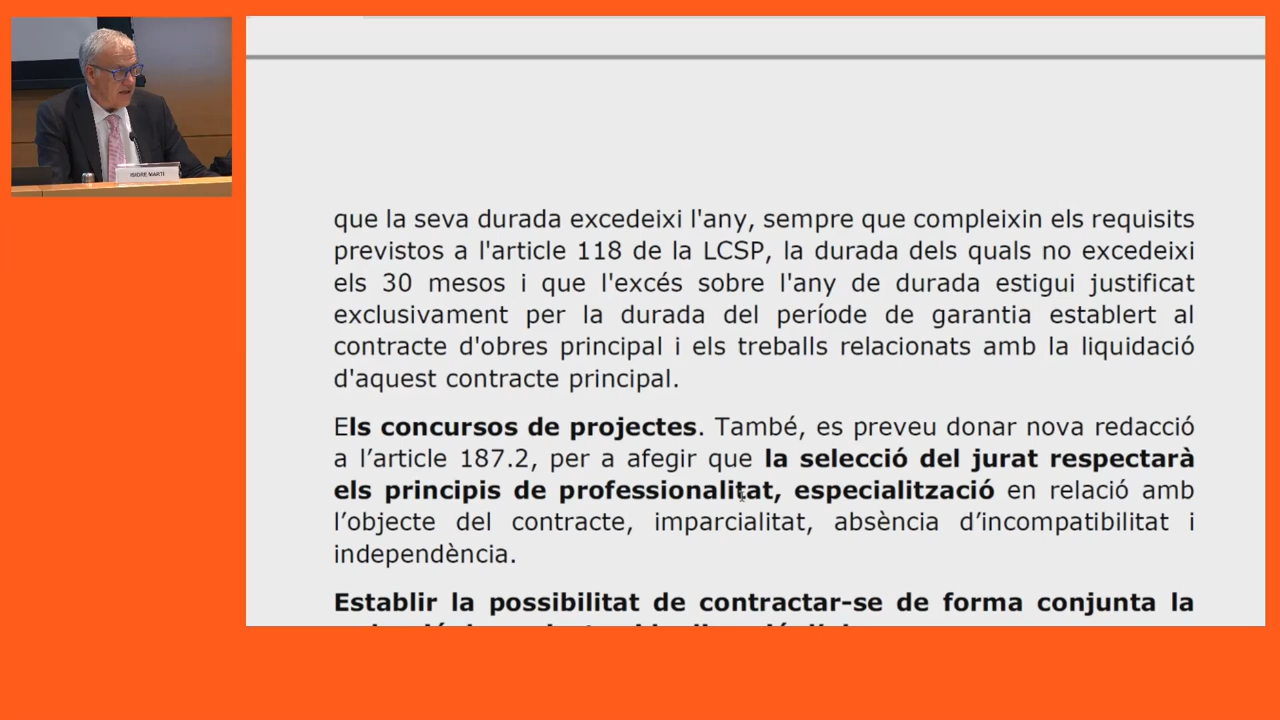 ISIDRE MARTÍ
que la seva durada excedeixi l'any, sempre que compleixin els requisits
previstos a l'article 118 de la LCSP, la durada dels quals no excedeixi
els 30 mesos i que l'excés sobre l'any de durada estigui justificat
exclusivament per la durada del període de garantia establert al
contracte d'obres principal i els treballs relacionats amb la liquidació
d'aquest contracte principal.
Els concursos de projectes. També, es preveu donar nova redacció
a l’article 187.2, per a afegir que la selecció del jurat respectarà
els principis de professionalitat, especialització en relació amb
l’objecte del contracte, imparcialitat, absència d’incompatibilitat i
independència.
Establir la possibilitat de contractar-se de forma conjunta la